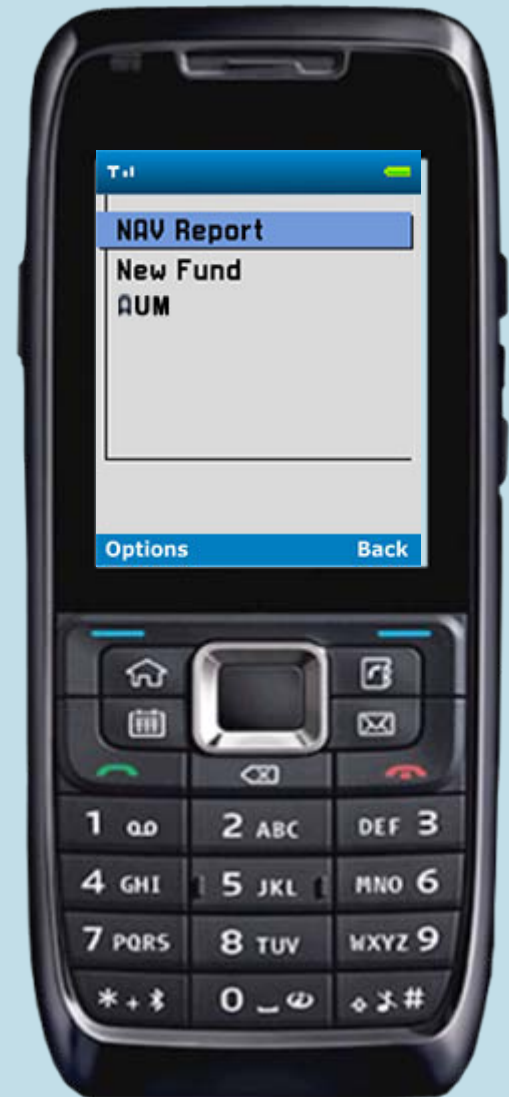 NAV Report
New Fund
AUM
Options Back
1
2 ABC
DEF 3
4 GHI
5 JKL
MNO 6
7 PQRS
8 TUV
WXYZ 9
* + 
0
#